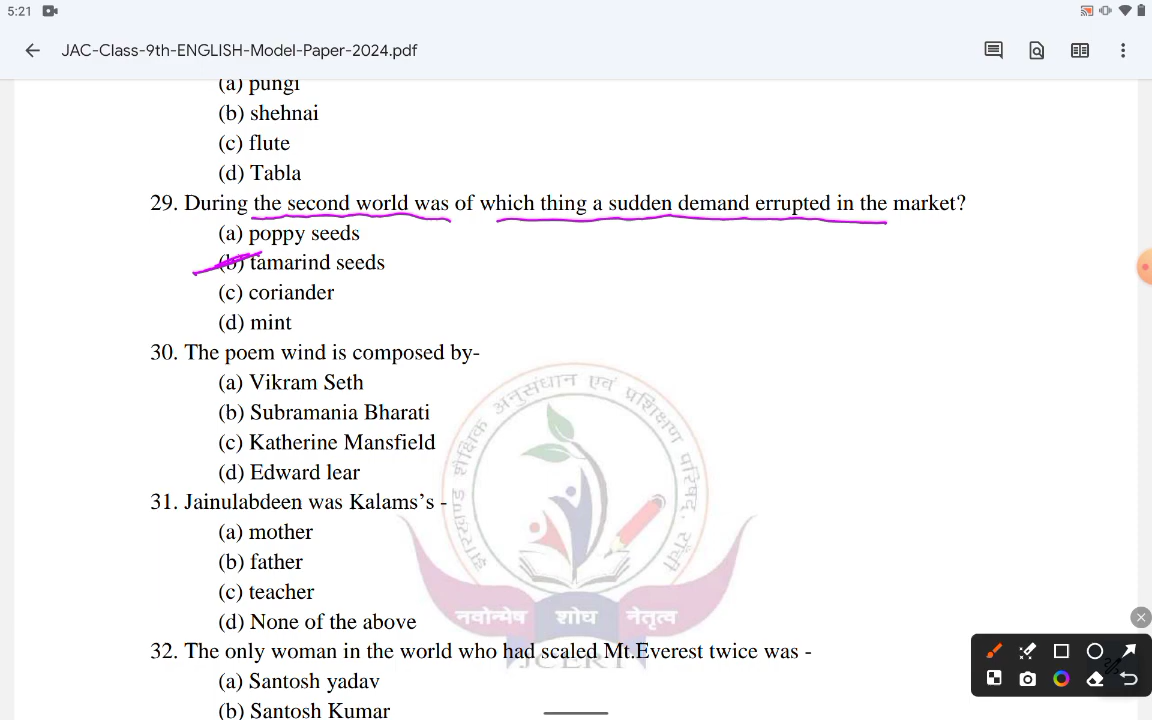 5:21
JAC-Class-9th-ENGLISH-Model-Paper-2024.pdf
(a) pungi
(b) shehnai
(c) flute
(d) Tabla
29. During the second world was of which thing a sudden demand errupted in the market?
(a) poppy seeds
(b) tamarind seeds
(c) coriander
(d) mint
30. The poem wind is composed by-
(a) Vikram Seth
(b) Subramania Bharati
(c) Katherine Mansfield
(d) Edward lear
31. Jainulabdeen was Kalams’s -
(a) mother
(b) father
(c) teacher
(d) None of the above
32. The only woman in the world who had scaled Mt.Everest twice was -
(a) Santosh yadav
(b) Santosh Kumar
झारखण्ड शैक्षिक अनुसंधान एवं प्रशिक्षण परिषद, राँची
नवोन्मेष शोध नेतृत्व
JCERT